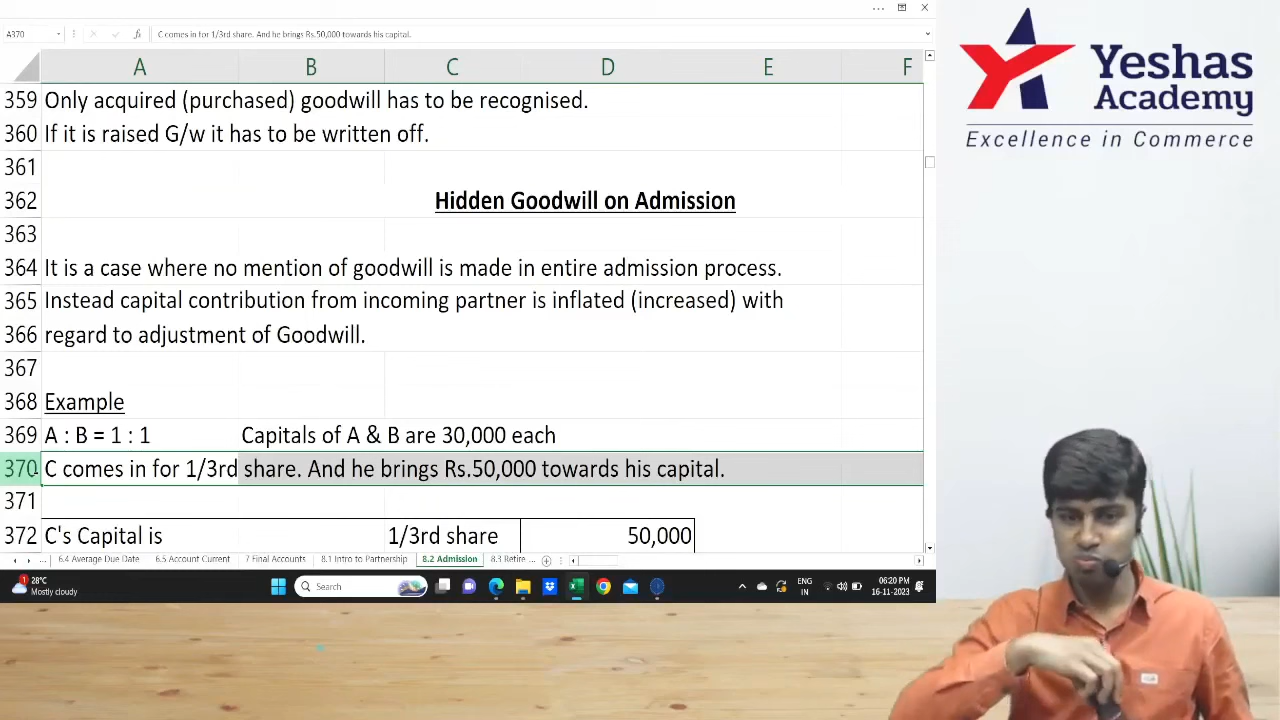 A370
C comes in for 1/3rd share. And he brings Rs.50,000 towards his capital.
A B C D E F
359 Only acquired (purchased) goodwill has to be recognised.
360 If it is raised G/w it has to be written off.
361
362 Hidden Goodwill on Admission
363
364 It is a case where no mention of goodwill is made in entire admission process.
365 Instead capital contribution from incoming partner is inflated (increased) with
366 regard to adjustment of Goodwill.
367
368 Example
369 A : B = 1 : 1 Capitals of A & B are 30,000 each
370 C comes in for 1/3rd share. And he brings Rs.50,000 towards his capital.
371
372 C's Capital is 1/3rd share 50,000
6.4 Average Due Date 6.5 Account Current 7 Final Accounts 8.1 Intro to Partnership 8.2 Admission 8.3 Retire ...
1
28°C
Mostly cloudy
Search
ENG
IN
06:20 PM
16-11-2023
Yeshas
Academy
Excellence in Commerce